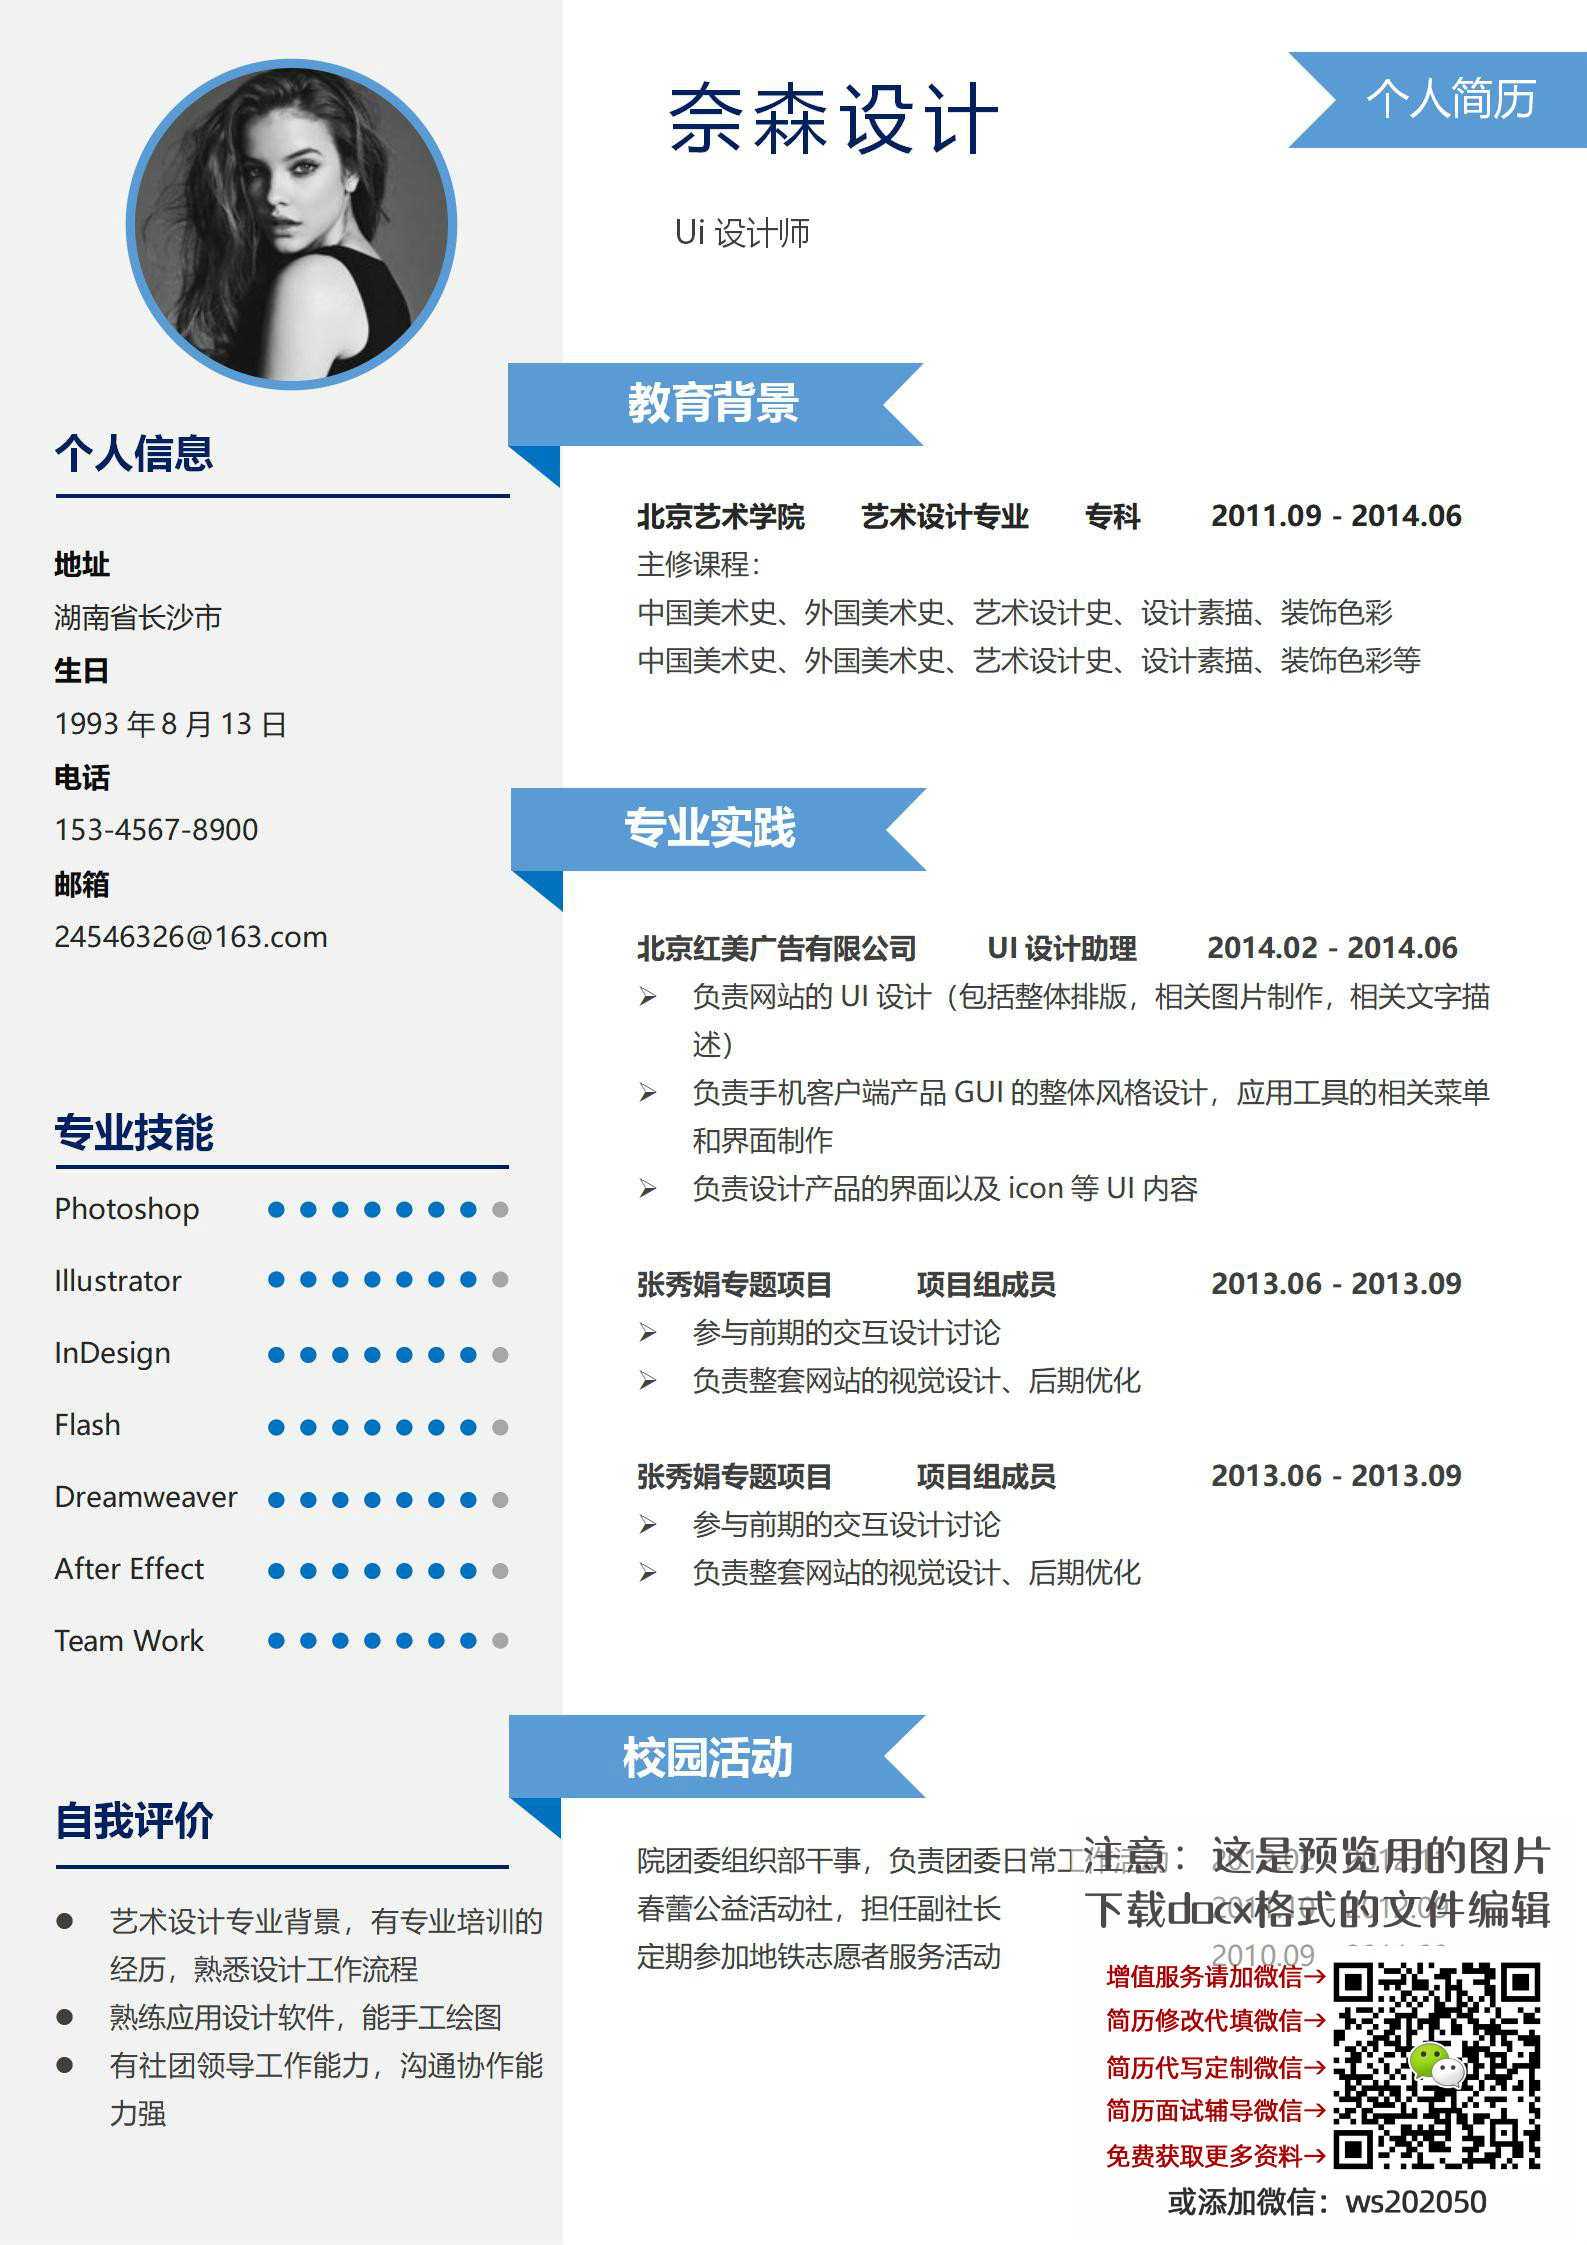 个人简历
奈森设计
Ui 设计师
个人信息
地址
湖南省长沙市
生日
1993 年 8 月 13 日
电话
153-4567-8900
邮箱
24546326@163.com
专业技能
Photoshop
Illustrator
InDesign
Flash
Dreamweaver
After Effect
Team Work
自我评价
艺术设计专业背景，有专业培训的
经历，熟悉设计工作流程
熟练应用设计软件，能手工绘图
有社团领导工作能力，沟通协作能
力强
教育背景
北京艺术学院 艺术设计专业 专科 2011.09 - 2014.06
主修课程：
中国美术史、外国美术史、艺术设计史、设计素描、装饰色彩
中国美术史、外国美术史、艺术设计史、设计素描、装饰色彩等
专业实践
北京红美广告有限公司 UI 设计助理 2014.02 - 2014.06
负责网站的 UI 设计（包括整体排版，相关图片制作，相关文字描
述）
负责手机客户端产品 GUI 的整体风格设计，应用工具的相关菜单
和界面制作
负责设计产品的界面以及 icon 等 UI 内容
张秀娟专题项目 项目组成员 2013.06 - 2013.09
参与前期的交互设计讨论
负责整套网站的视觉设计、后期优化
张秀娟专题项目 项目组成员 2013.06 - 2013.09
参与前期的交互设计讨论
负责整套网站的视觉设计、后期优化
校园活动
院团委组织部干事，负责团委日常工作活动
春蕾公益活动社，担任副社长
定期参加地铁志愿者服务活动 2010.09
注意：这是预览用的图片
下载docx格式的文件编辑
增值服务请加微信→
简历修改代填微信→
简历代写定制微信→
简历面试辅导微信→
免费获取更多资料→
或添加微信：ws202050